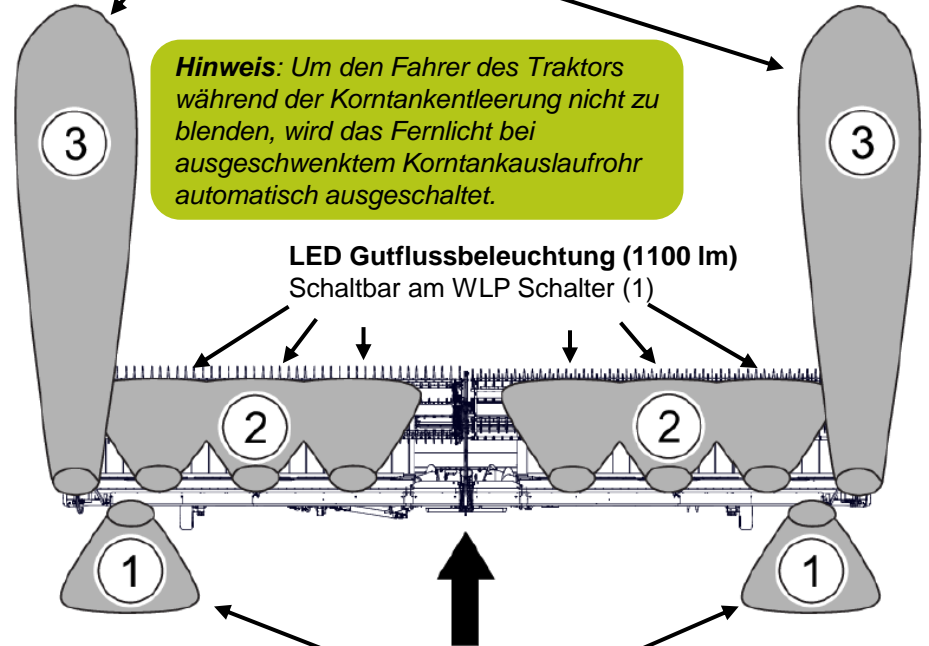 3
3
Hinweis: Um den Fahrer des Traktors
während der Korntankentleerung nicht zu
blenden, wird das Fernlicht bei
ausgeschwenktem Korntankauslaufrohr
automatisch ausgeschaltet.
LED Gutflussbeleuchtung (1100 lm)
Schaltbar am WLP Schalter (1)
2
2
1
1